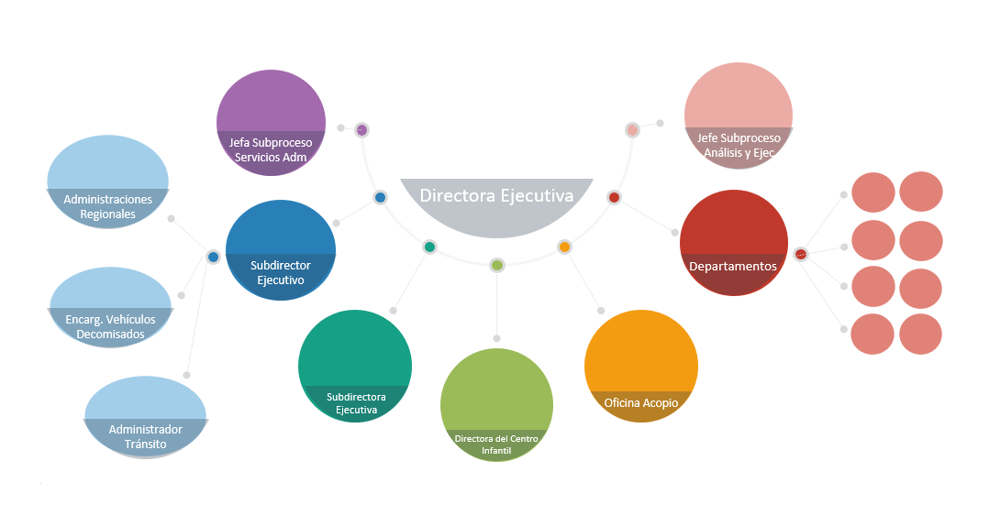 Jefa Subproceso
Servicios Adm
Jefe Subproceso
Análisis y Ejec
Directora Ejecutiva
Administraciones
Regionales
Subdirector
Ejecutivo
Departamentos
Encarg. Vehículos
Decomisados
Subdirectora
Ejecutiva
Oficina Acopio
Administrador
Tránsito
Directora del Centro
Infantil